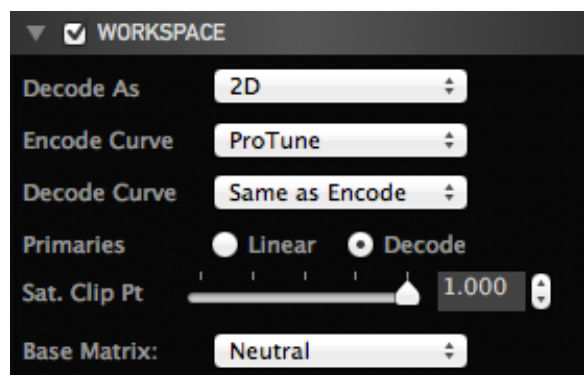 WORKSPACE
Decode As 2D
Encode Curve ProTune
Decode Curve Same as Encode
Primaries Linear Decode
Sat. Clip Pt 1.000
Base Matrix: Neutral